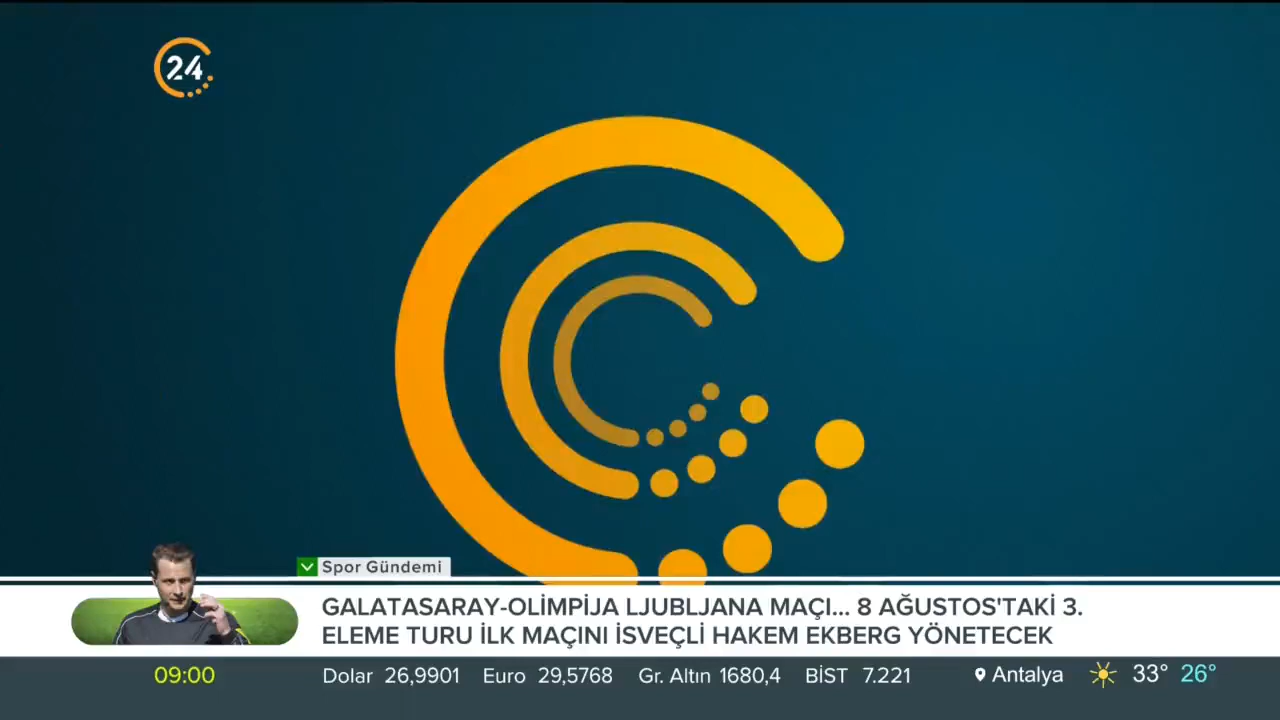 24
Spor Gündemi
GALATASARAY-OLİMPİJA LJUBLJANA MAÇI... 8 AĞUSTOS'TAKİ 3.
ELEME TURU İLK MAÇINI İSVEÇLİ HAKEM EKBERG YÖNETECEK
09:00 Dolar 26,9901 Euro 29,5768 Gr. Altın 1680,4 BİST 7.221 Antalya 33° 26°